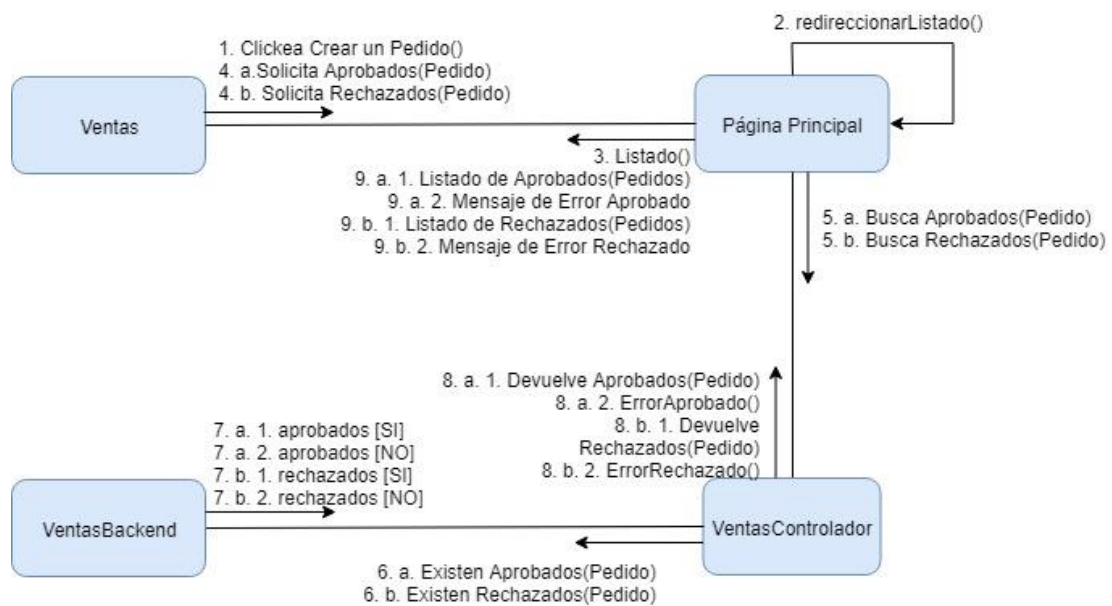 2. redireccionarListado()
1. Clickea Crear un Pedido()
4. a.Solicita Aprobados(Pedido)
4. b. Solicita Rechazados(Pedido)
Ventas
Página Principal
3. Listado()
9. a. 1. Listado de Aprobados(Pedidos)
9. a. 2. Mensaje de Error Aprobado
9. b. 1. Listado de Rechazados(Pedidos)
9. b. 2. Mensaje de Error Rechazado
5. a. Busca Aprobados(Pedido)
5. b. Busca Rechazados(Pedido)
8. a. 1. Devuelve Aprobados(Pedido)
8. a. 2. ErrorAprobado()
8. b. 1. Devuelve
Rechazados(Pedido)
8. b. 2. ErrorRechazado()
7. a. 1. aprobados [SI]
7. a. 2. aprobados [NO]
7. b. 1. rechazados [SI]
7. b. 2. rechazados [NO]
VentasBackend
VentasControlador
6. a. Existen Aprobados(Pedido)
6. b. Existen Rechazados(Pedido)